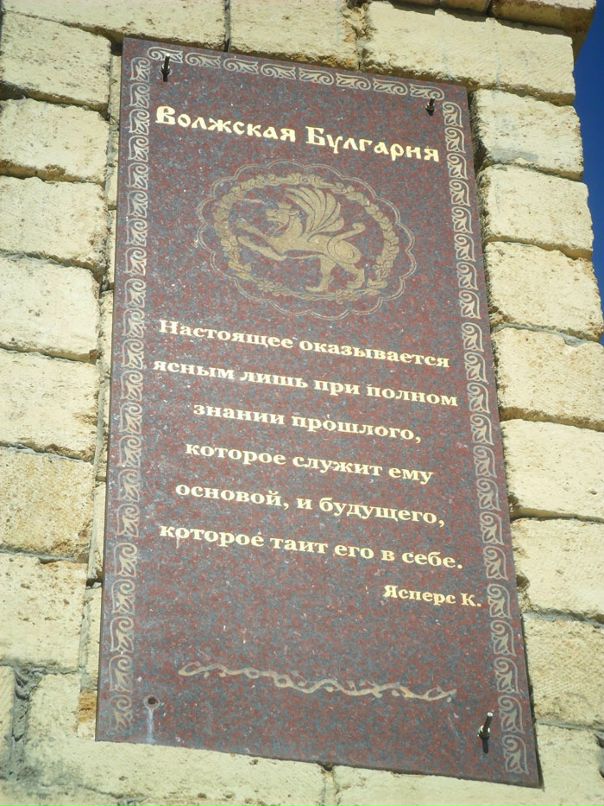 Волжская Булгария
Настоящее оказывается
ясным лишь при полном
знании прошлого,
которое служит ему
основой, и будущего,
которое таит его в себе.
Ясперс К.